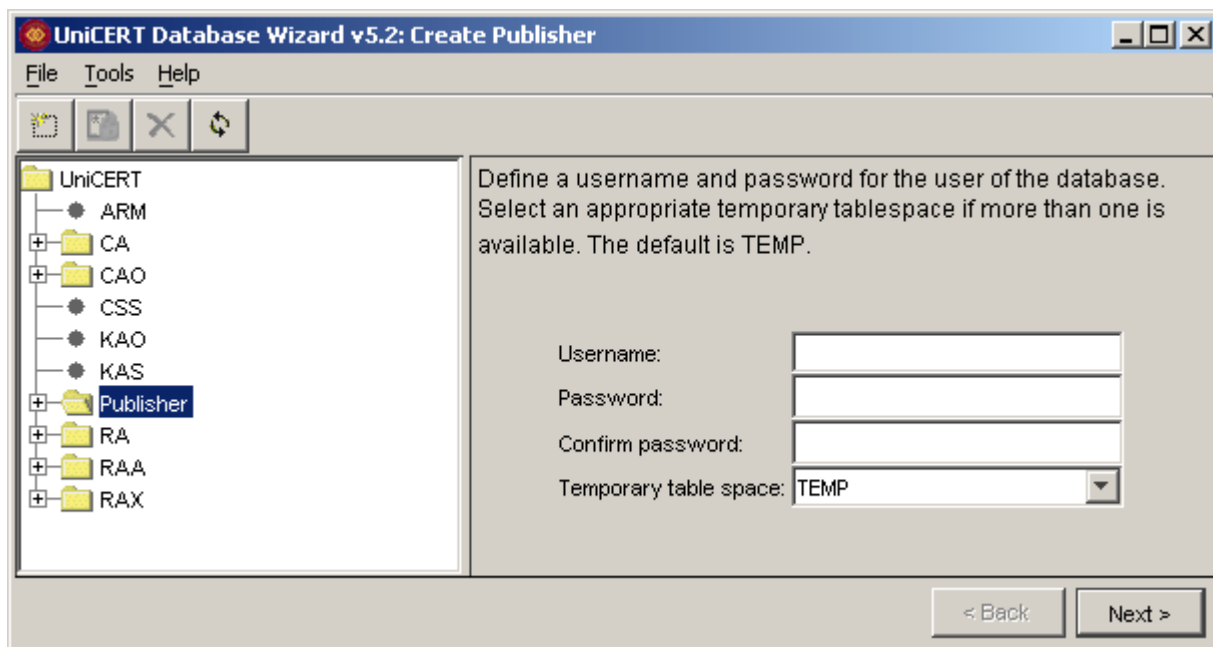 UniCERT Database Wizard v5.2: Create Publisher
File Tools Help
UniCERT
ARM
CA
CAO
CSS
KAO
KAS
Publisher
RA
RAA
RAX
Define a username and password for the user of the database.
Select an appropriate temporary tablespace if more than one is
available. The default is TEMP.
Username:
Password:
Confirm password:
Temporary table space: TEMP
< Back Next >